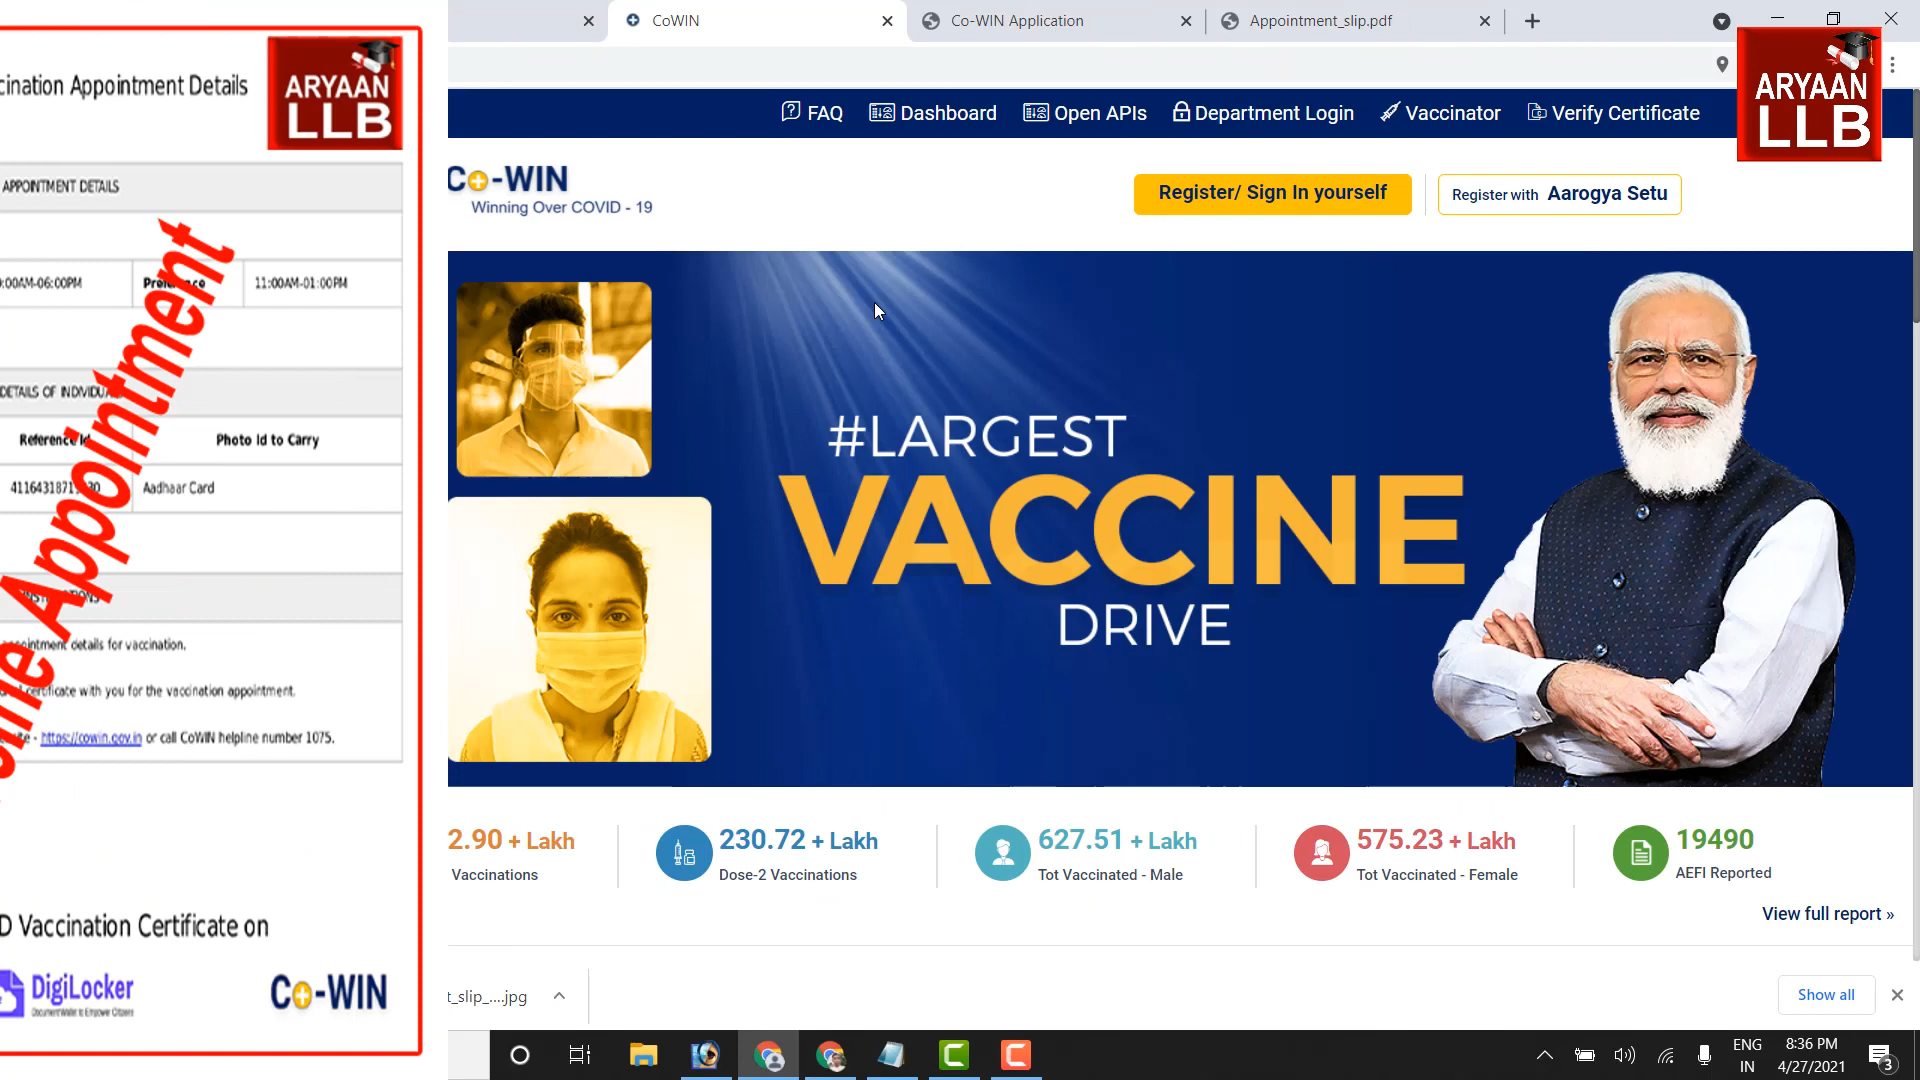 CoWIN
Co-WIN Application
Appointment_slip.pdf
FAQ
Dashboard
Open APIs
Department Login
Vaccinator
Verify Certificate
ARYAAN
LLB
Co-WIN
Winning Over COVID - 19
Register/ Sign In yourself
Register with Aarogya Setu
#LARGEST
VACCINE
DRIVE
2.90 + Lakh
Vaccinations
230.72 + Lakh
Dose-2 Vaccinations
627.51 + Lakh
Tot Vaccinated - Male
575.23 + Lakh
Tot Vaccinated - Female
19490
AEFI Reported
View full report »
t_slip_....jpg
Show all
ENG
IN
8:36 PM
4/27/2021
3
cination Appointment Details
ARYAAN
LLB
APPOINTMENT DETAILS
:00AM-06:00PM
11:00AM-01:00PM
DETAILS OF
Photo Id to Carry
Aadhaar Card
Appointment
details for vaccination.
certificate with you for the vaccination appointment.
- https://cowin.gov.in or call CoWIN helpline number 1075.
D Vaccination Certificate on
DigiLocker
Co-WIN